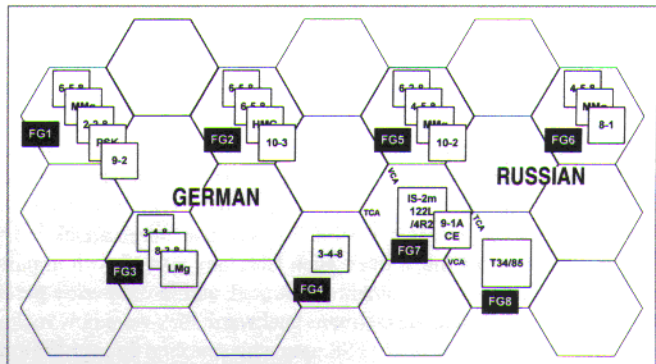 6-5-8
MMg
2-2-8
PSK
9-2
FG1
6-5-8
6-5-8
HMG
10-3
FG2
6-2-8
4-5-8
MMg
10-2
FG5
4-5-8
MMg
8-1
FG6
GERMAN
RUSSIAN
3-4-8
8-3-8
LMg
FG3
3-4-8
FG4
VCA
TCA
IS-2m
122L
/4R2
9-1A
CE
TCA
VCA
FG7
T34/85
FG8